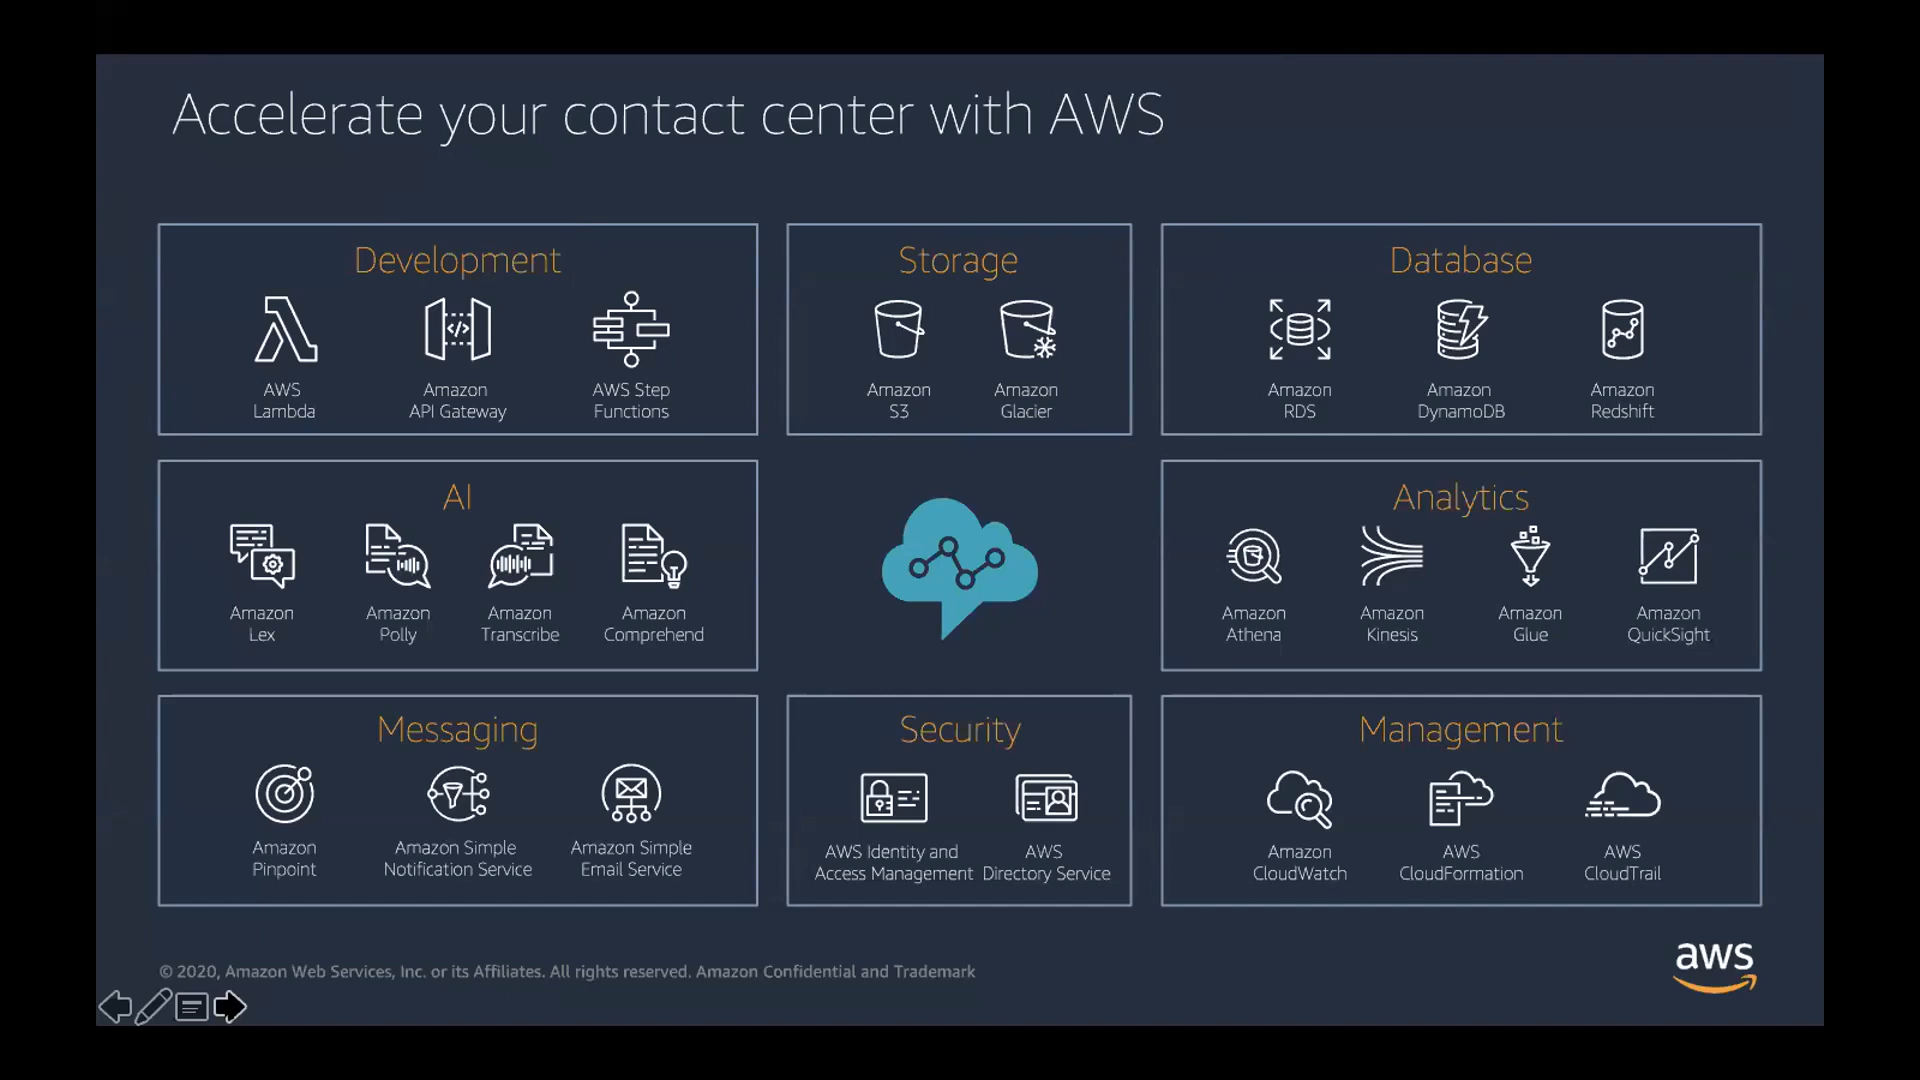 Accelerate your contact center with AWS
Development
AWS
Lambda
Amazon
API Gateway
AWS Step
Functions
Storage
Amazon
S3
Amazon
Glacier
Database
Amazon
RDS
Amazon
DynamoDB
Amazon
Redshift
AI
Amazon
Lex
Amazon
Polly
Amazon
Transcribe
Amazon
Comprehend
Analytics
Amazon
Athena
Amazon
Kinesis
Amazon
Glue
Amazon
QuickSight
Messaging
Amazon
Pinpoint
Amazon Simple
Notification Service
Amazon Simple
Email Service
Security
AWS Identity and
Access Management
AWS
Directory Service
Management
Amazon
CloudWatch
AWS
CloudFormation
AWS
CloudTrail
© 2020, Amazon Web Services, Inc. or its Affiliates. All rights reserved. Amazon Confidential and Trademark
aws